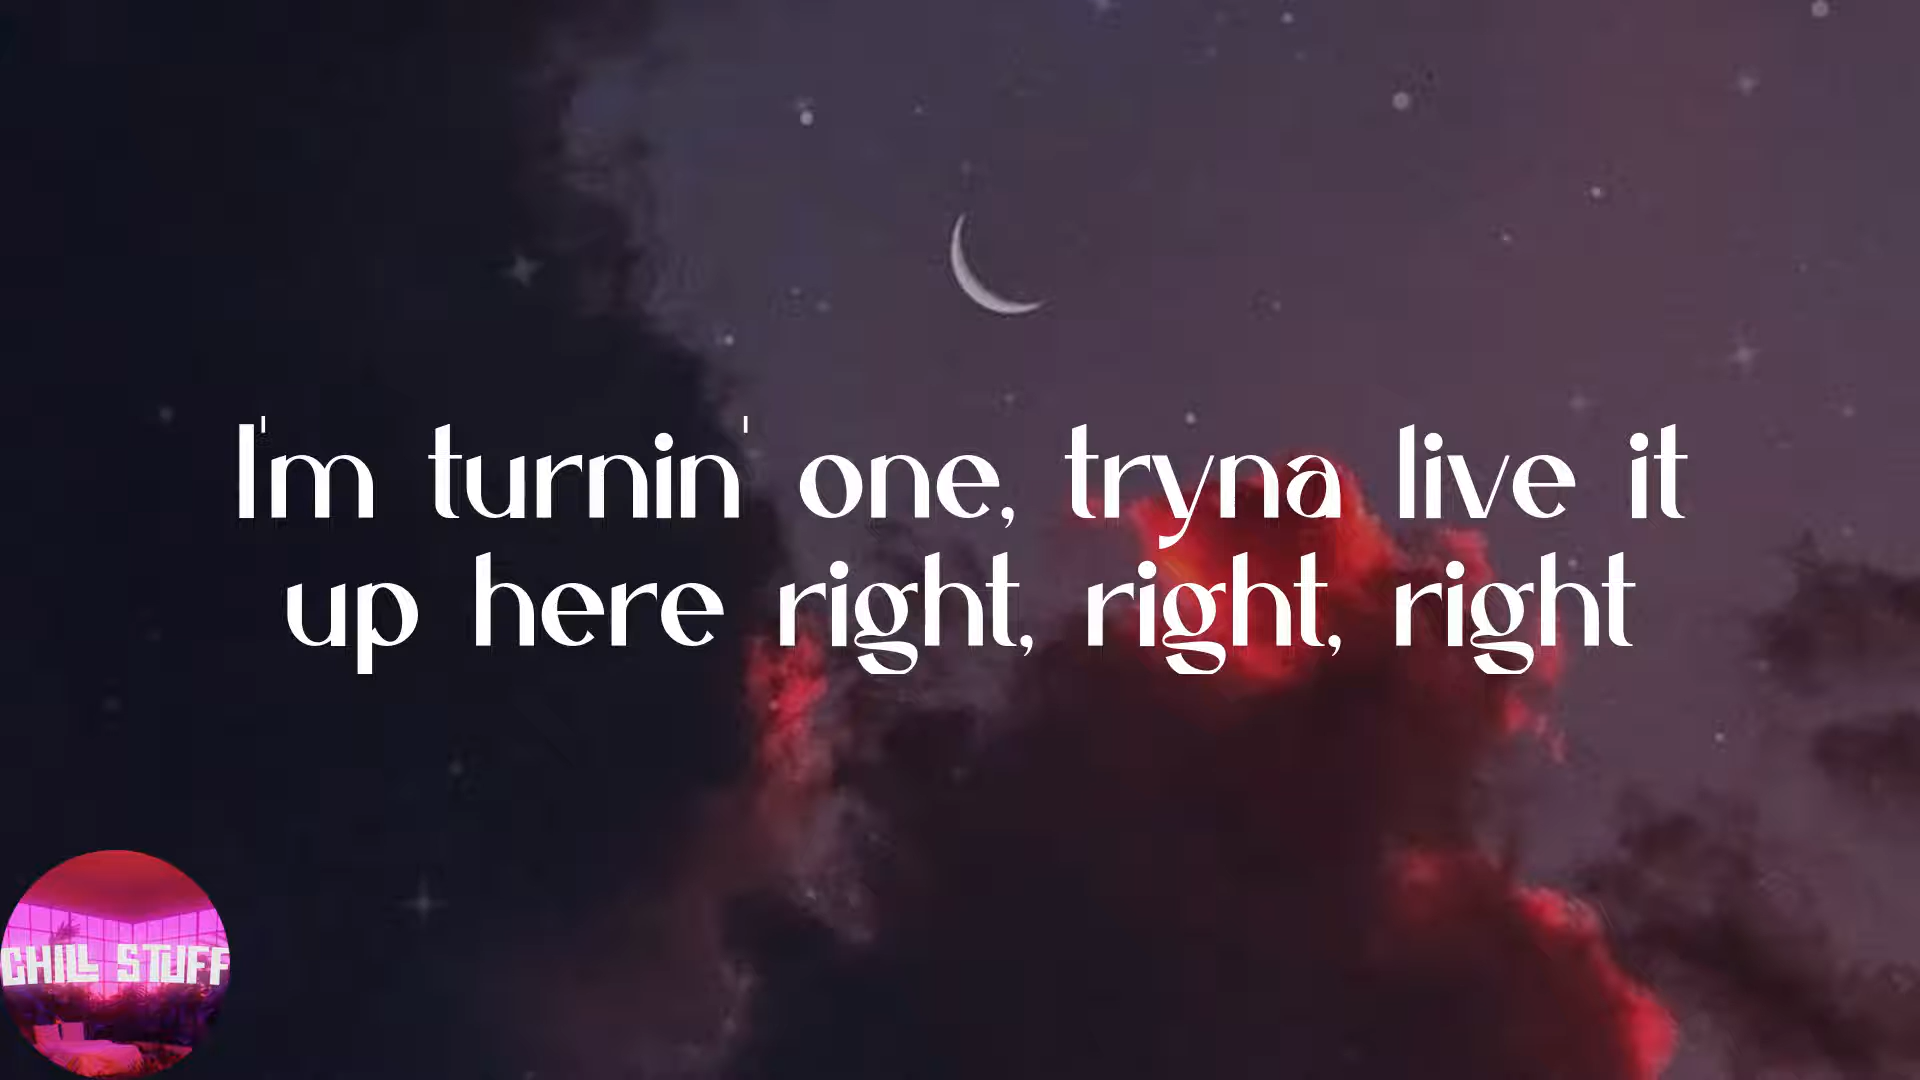 I'm turnin' one, tryna live it
up here right, right, right
CHILL STUFF